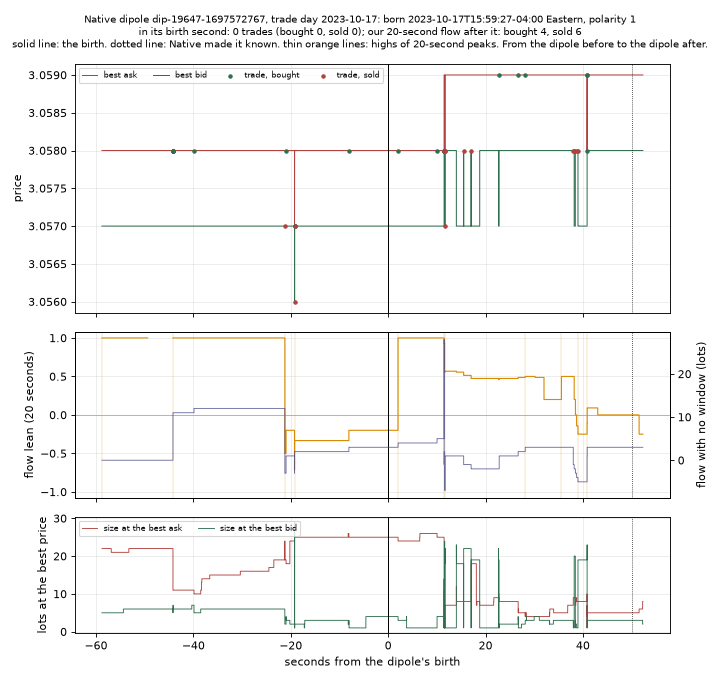 Native dipole dip-19647-1697572767, trade day 2023-10-17: born 2023-10-17T15:59:27-04:00 Eastern, polarity 1
in its birth second: 0 trades (bought 0, sold 0); our 20-second flow after it: bought 4, sold 6
solid line: the birth. dotted line: Native made it known. thin orange lines: highs of 20-second peaks. From the dipole before to the dipole after.
best ask
best bid
trade, bought
trade, sold
3.0590
3.0585
3.0580
3.0575
3.0570
3.0565
3.0560
price
1.0
0.5
0.0
−0.5
−1.0
flow lean (20 seconds)
20
10
0
flow with no window (lots)
size at the best ask
size at the best bid
30
20
10
0
lots at the best price
−60
−40
−20
0
20
40
seconds from the dipole's birth